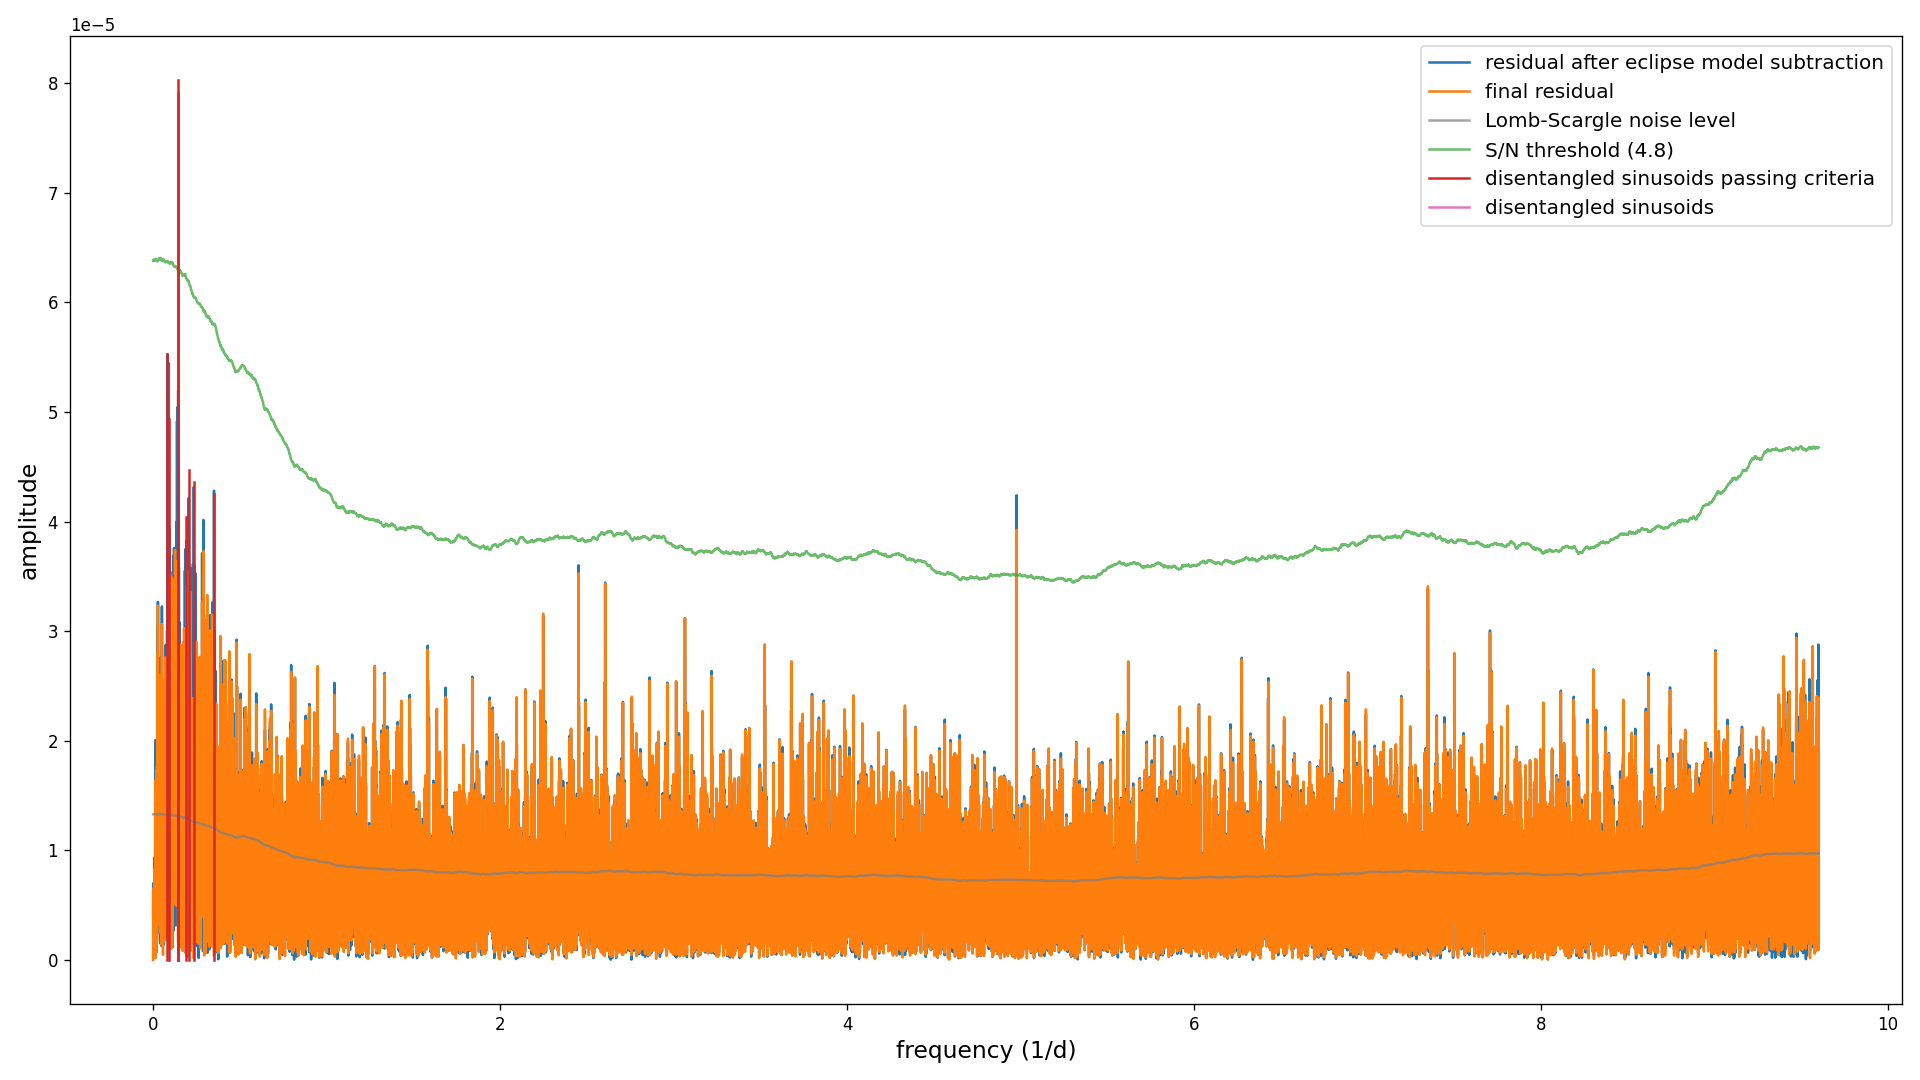 1e−5
residual after eclipse model subtraction
final residual
Lomb-Scargle noise level
S/N threshold (4.8)
disentangled sinusoids passing criteria
disentangled sinusoids
8
7
6
5
4
3
2
1
0
amplitude
0
2
4
6
8
10
frequency (1/d)